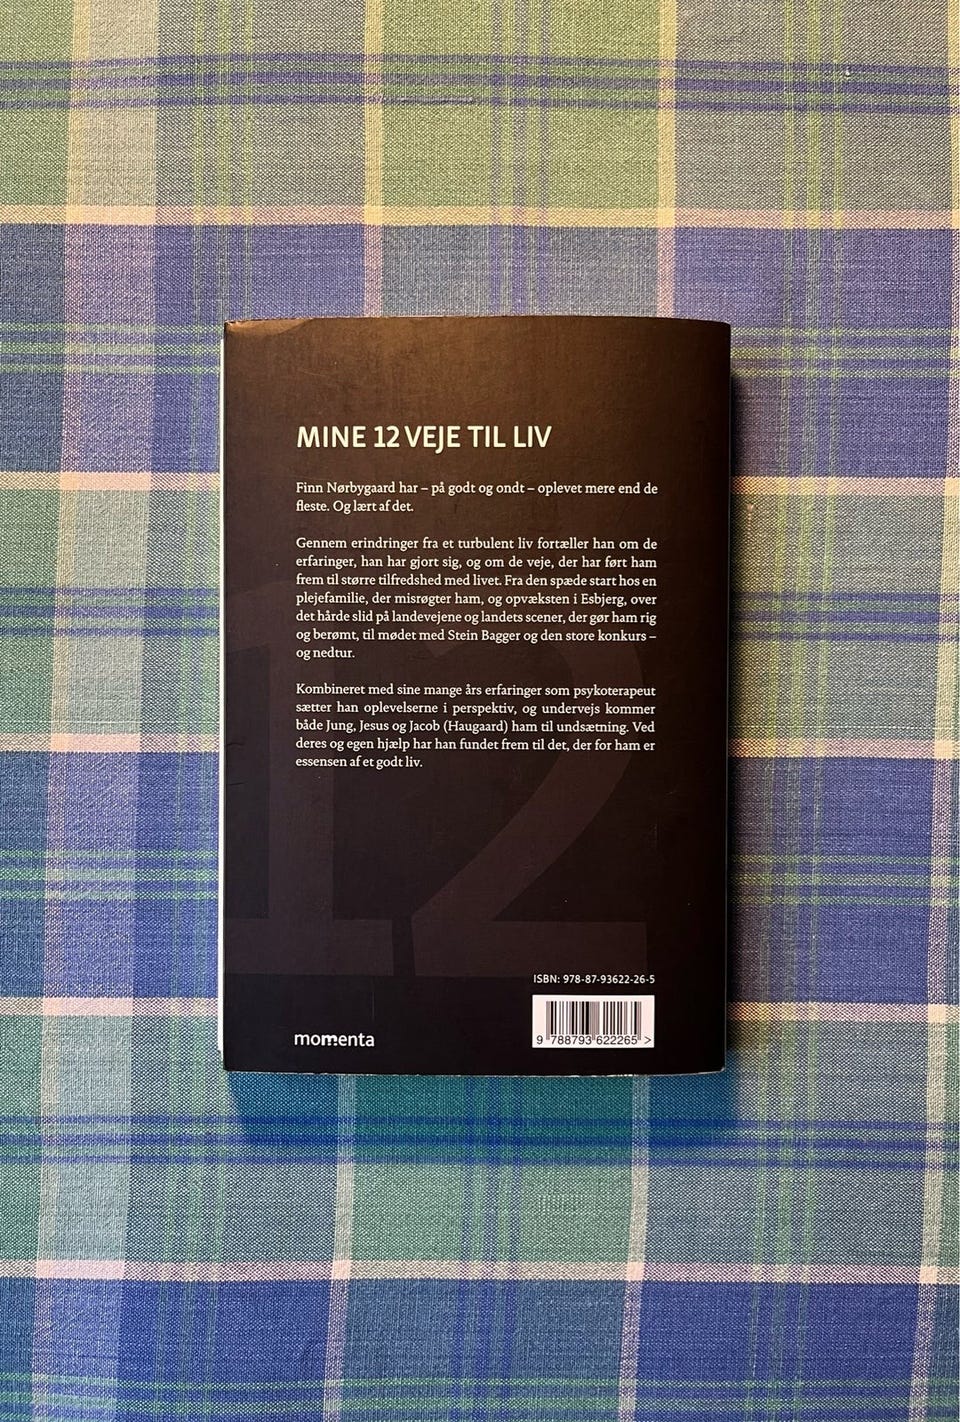 MINE 12 VEJE TIL LIV
Finn Nørbygaard har – på godt og ondt – oplevet mere end de
fleste. Og lært af det.
Gennem erindringer fra et turbulent liv fortæller han om de
erfaringer, han har gjort sig, og om de veje, der har ført ham
frem til større tilfredshed med livet. Fra den spæde start hos en
plejefamilie, der misrøgter ham, og opvæksten i Esbjerg, over
det hårde slid på landevejene og landets scener, der gør ham rig
og berømt, til mødet med Stein Bagger og den store konkurs –
og nedtur.
Kombineret med sine mange års erfaringer som psykoterapeut
sætter han oplevelserne i perspektiv, og undervejs kommer
både Jung, Jesus og Jacob (Haugaard) ham til undsætning. Ved
deres og egen hjælp har han fundet frem til det, der for ham er
essensen af et godt liv.
12
ISBN: 978-87-93622-26-5
momenta
9 788793 622265 >